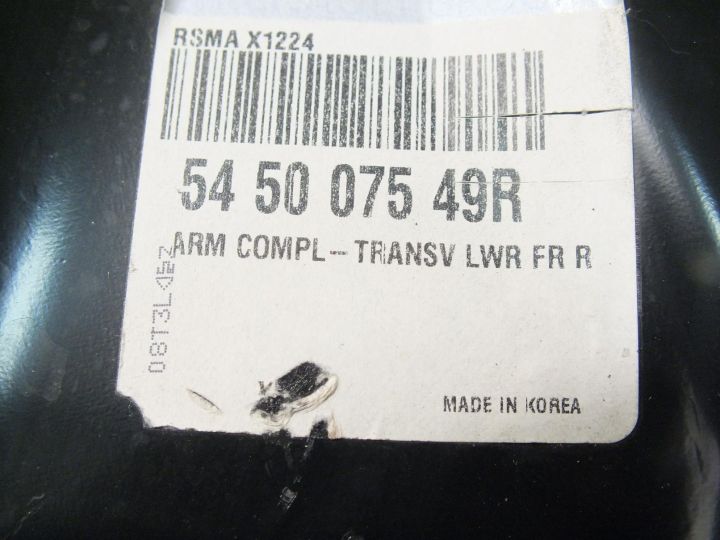 RSMA X1224
54 50 075 49R
ARM COMPL-TRANSV LWR FR R
MADE IN KOREA